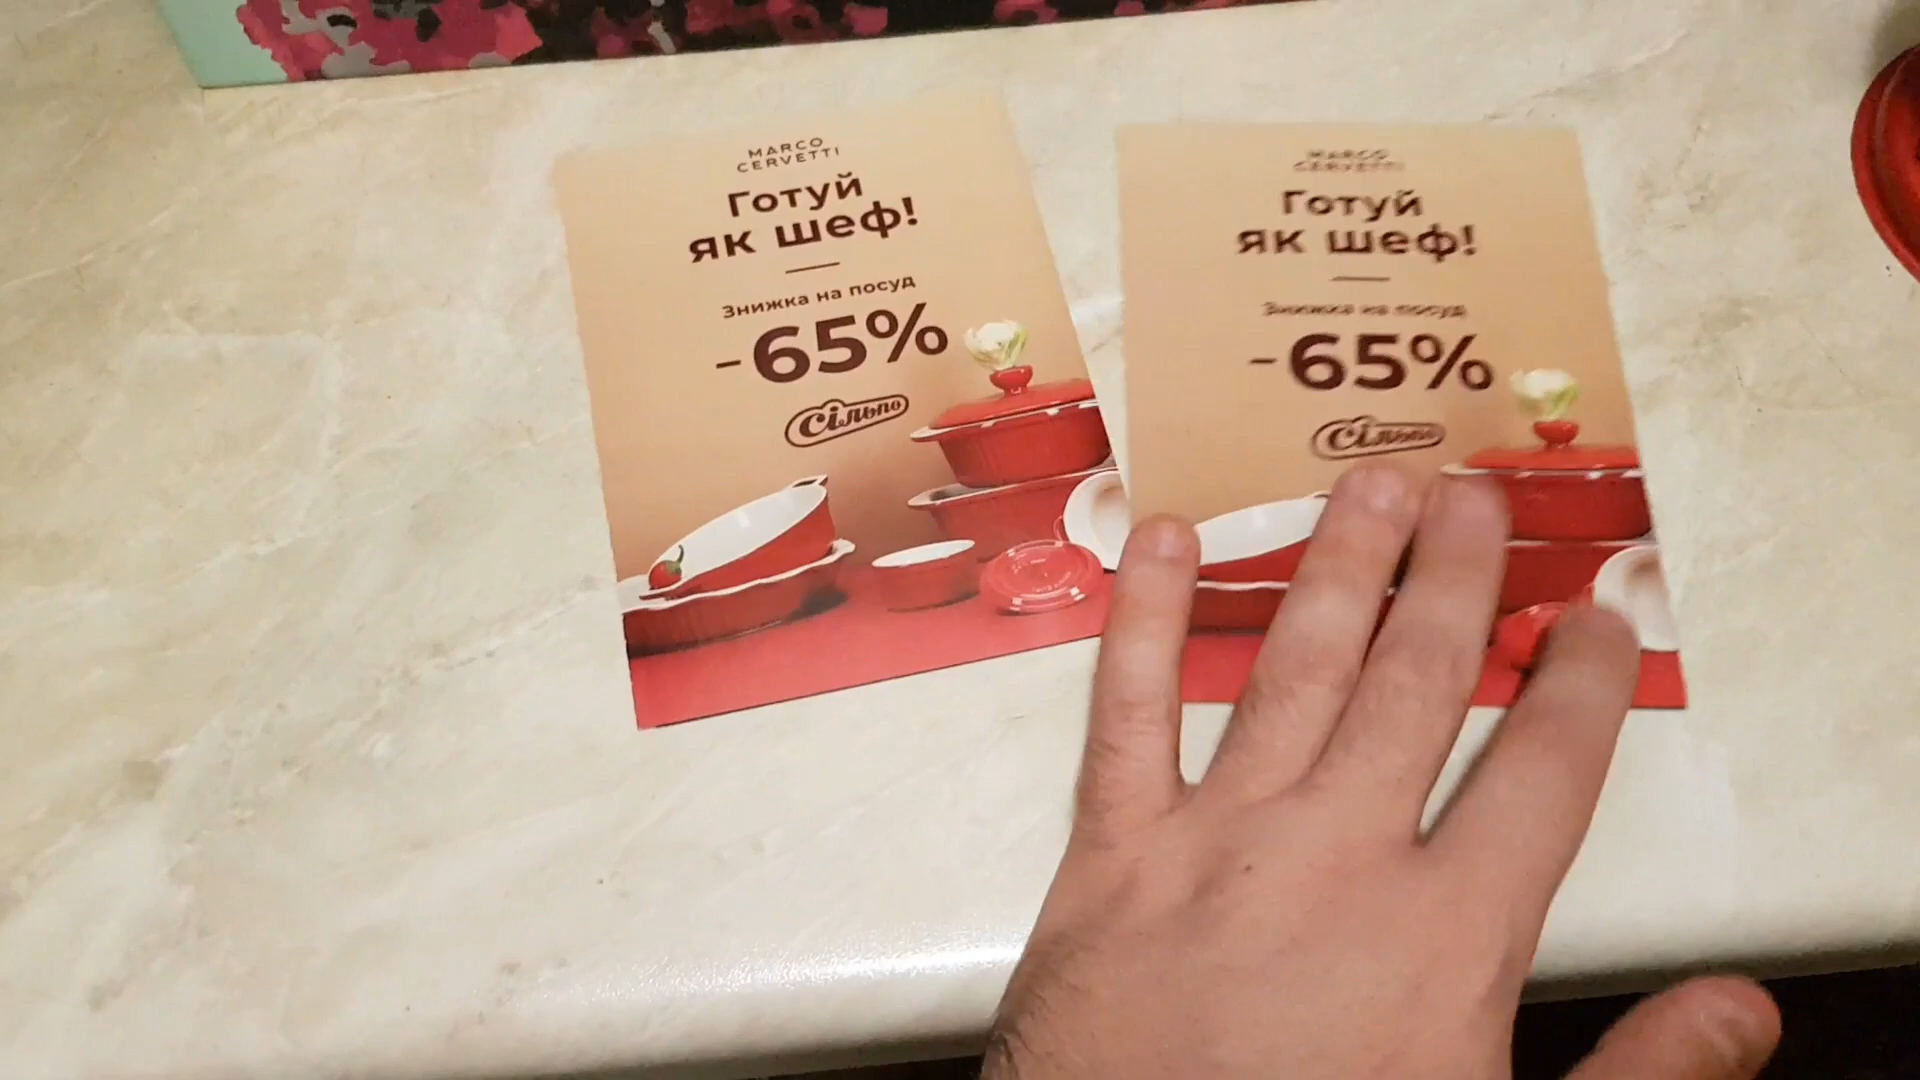 MARCO
CERVETTI
Готуй
як шеф!
Знижка на посуд
-65%
Сільпо
MARCO
CERVETTI
Готуй
як шеф!
Знижка на посуд
-65%
Сільпо